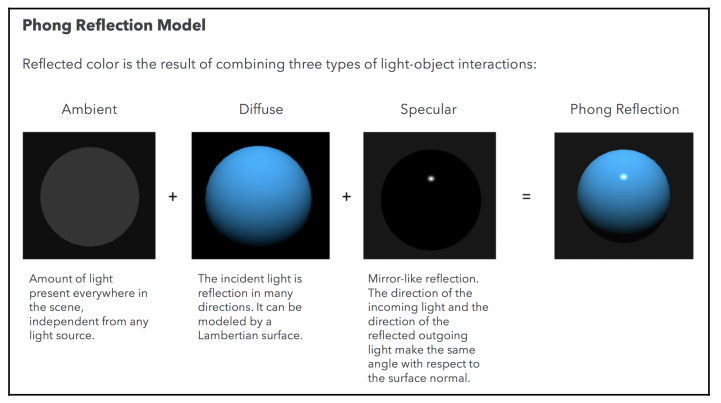 Phong Reflection Model
Reflected color is the result of combining three types of light-object interactions:
Ambient
Diffuse
Specular
Phong Reflection
+
+
=
Amount of light
present everywhere in
the scene,
independent from any
light source.
The incident light is
reflection in many
directions. It can be
modeled by a
Lambertian surface.
Mirror-like reflection.
The direction of the
incoming light and the
direction of the
reflected outgoing
light make the same
angle with respect to
the surface normal.